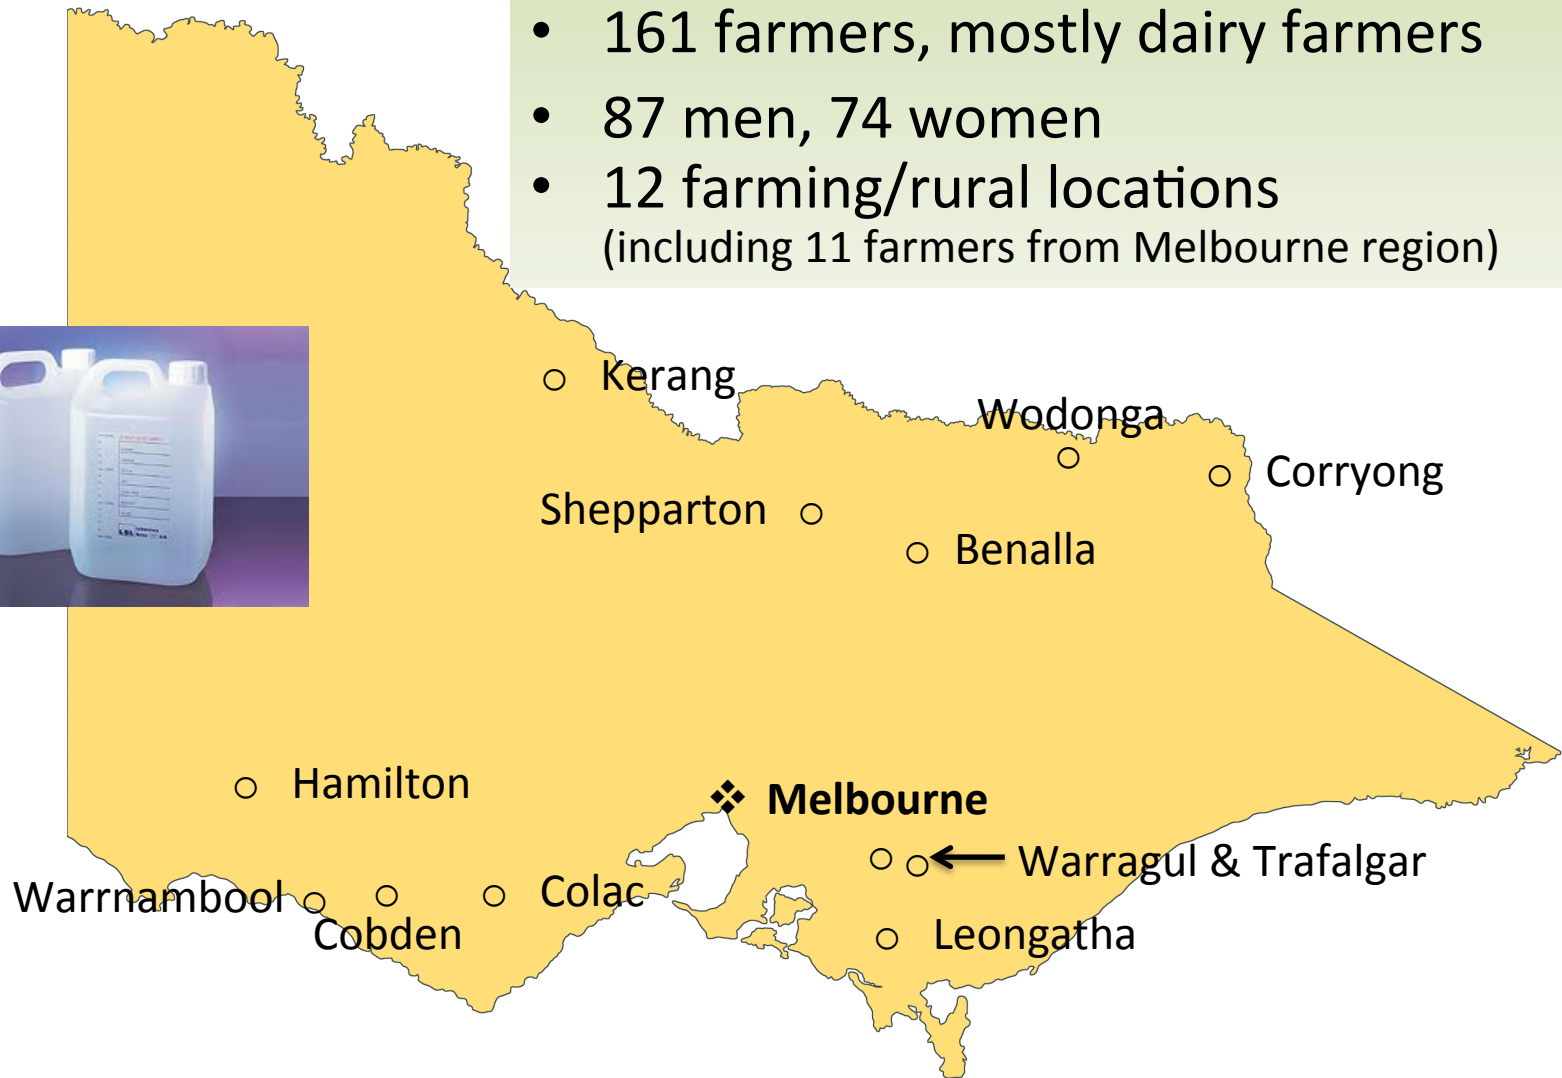 • 161 farmers, mostly dairy farmers
• 87 men, 74 women
• 12 farming/rural locations
(including 11 farmers from Melbourne region)
Kerang
Wodonga
Corryong
Shepparton
Benalla
Hamilton
Melbourne
Warragul & Trafalgar
Warrnambool
Colac
Cobden
Leongatha